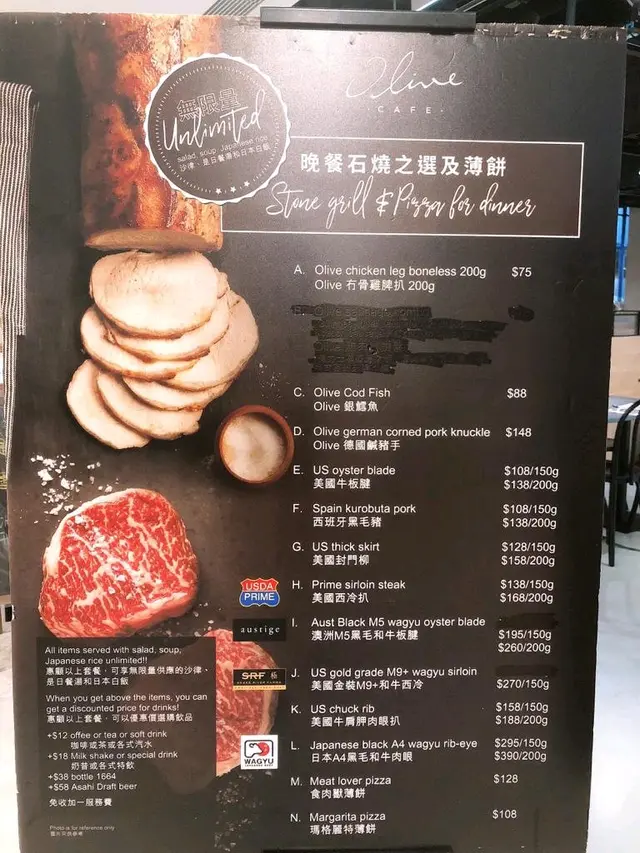 無限量
Unlimited
salad, soup, Japanese rice
沙律、是日餐湯和日本白飯
Olive
CAFE
晚餐石燒之選及薄餅
Stone grill & Pizza for dinner
A. Olive chicken leg boneless 200g $75
Olive 冇骨雞脾扒 200g
C. Olive Cod Fish $88
Olive 銀鱈魚
D. Olive german corned pork knuckle $148
Olive 德國鹹豬手
E. US oyster blade $108/150g
美國牛板腱 $138/200g
F. Spain kurobuta pork $108/150g
西班牙黑毛豬 $138/200g
G. US thick skirt $128/150g
美國封門柳 $158/200g
USDA
PRIME
H. Prime sirloin steak $138/150g
美國西冷扒 $168/200g
austige
I. Aust Black M5 wagyu oyster blade
澳洲M5黑毛和牛板腱 $195/150g
$260/200g
SRF 極
J. US gold grade M9+ wagyu sirloin
美國金裝M9+和牛西冷 $270/150g
K. US chuck rib $158/150g
美國牛肩胛肉眼扒 $188/200g
WAGYU
L. Japanese black A4 wagyu rib-eye $295/150g
日本A4黑毛和牛肉眼 $390/200g
M. Meat lover pizza $128
食肉獸薄餅
N. Margarita pizza $108
瑪格麗特薄餅
All items served with salad, soup,
Japanese rice unlimited!!
惠顧以上套餐，可享無限量供應的沙律、
是日餐湯和日本白飯
When you get above the items, you can
get a discounted price for drinks!
惠顧以上套餐，可以優惠價選購飲品
+$12 offee or tea or soft drink
咖啡或茶或各式汽水
+$18 Milk shake or special drink
奶昔或各式特飲
+$38 bottle 1664
+$58 Asahi Draft beer
免收加一服務費
Photo is for reference only
圖片只供參考